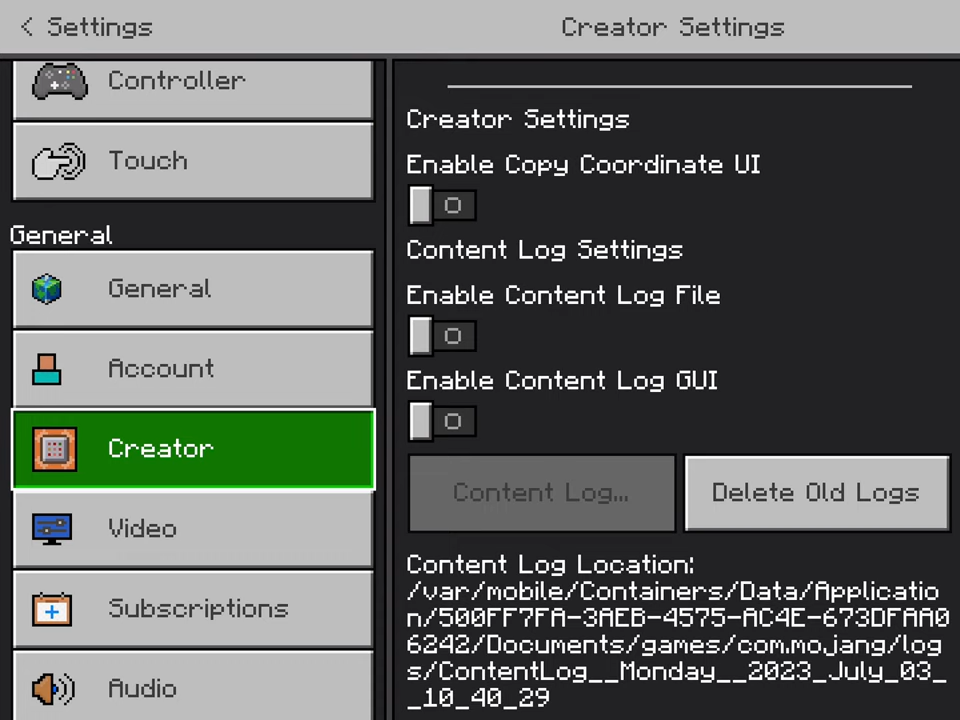 Settings
Creator Settings
Controller
Touch
General
General
Account
Creator
Video
Subscriptions
Audio
Creator Settings
Enable Copy Coordinate UI
Content Log Settings
Enable Content Log File
Enable Content Log GUI
Content Log...
Delete Old Logs
Content Log Location:
/var/mobile/Containers/Data/Applicatio
n/500FF7FA-3AEB-4575-AC4E-673DFAA0
6242/Documents/games/com.mojang/log
s/ContentLog__Monday__2023_July_03_
_10_40_29